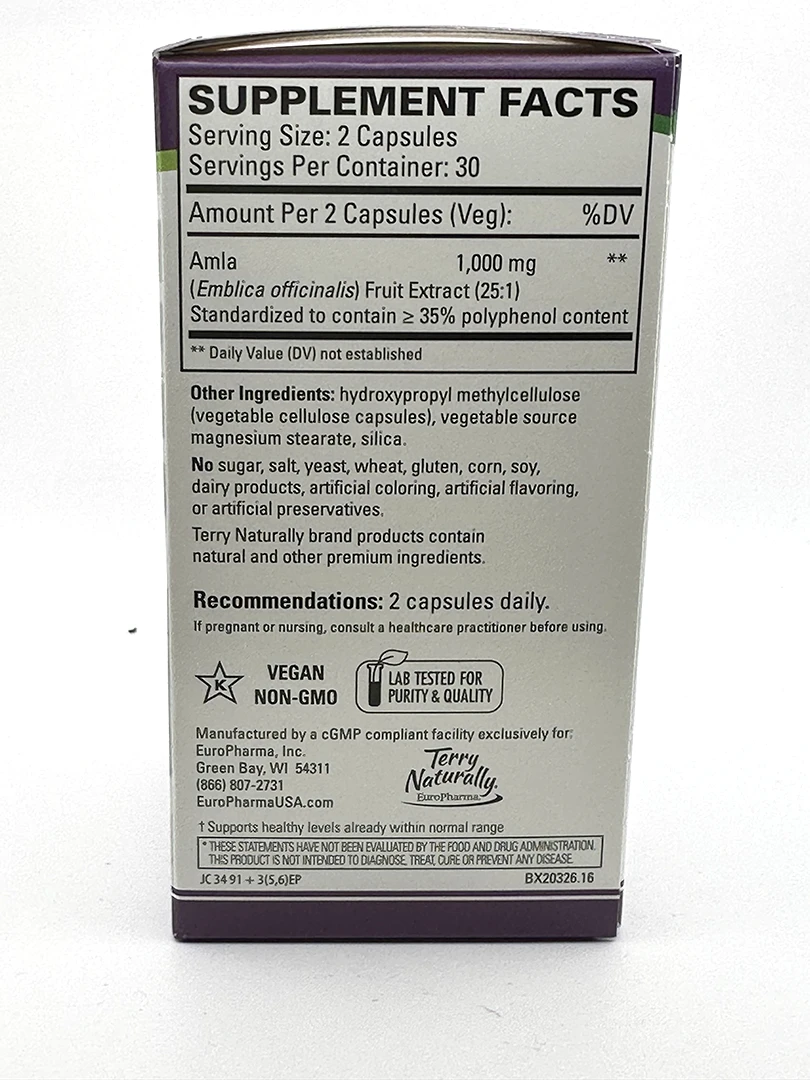 SUPPLEMENT FACTS
Serving Size: 2 Capsules
Servings Per Container: 30
Amount Per 2 Capsules (Veg): %DV
Amla 1,000 mg **
(Emblica officinalis) Fruit Extract (25:1)
Standardized to contain ≥ 35% polyphenol content
** Daily Value (DV) not established
Other Ingredients: hydroxypropyl methylcellulose
(vegetable cellulose capsules), vegetable source
magnesium stearate, silica.
No sugar, salt, yeast, wheat, gluten, corn, soy,
dairy products, artificial coloring, artificial flavoring,
or artificial preservatives.
Terry Naturally brand products contain
natural and other premium ingredients.
Recommendations: 2 capsules daily.
If pregnant or nursing, consult a healthcare practitioner before using.
K
VEGAN
NON-GMO
LAB TESTED FOR
PURITY & QUALITY
Manufactured by a cGMP compliant facility exclusively for:
EuroPharma, Inc.
Green Bay, WI 54311
(866) 807-2731
EuroPharmaUSA.com
Terry
Naturally.
EuroPharma
† Supports healthy levels already within normal range
* THESE STATEMENTS HAVE NOT BEEN EVALUATED BY THE FOOD AND DRUG ADMINISTRATION.
THIS PRODUCT IS NOT INTENDED TO DIAGNOSE, TREAT, CURE OR PREVENT ANY DISEASE.
JC 34 91 + 3(5,6)EP BX20326.16